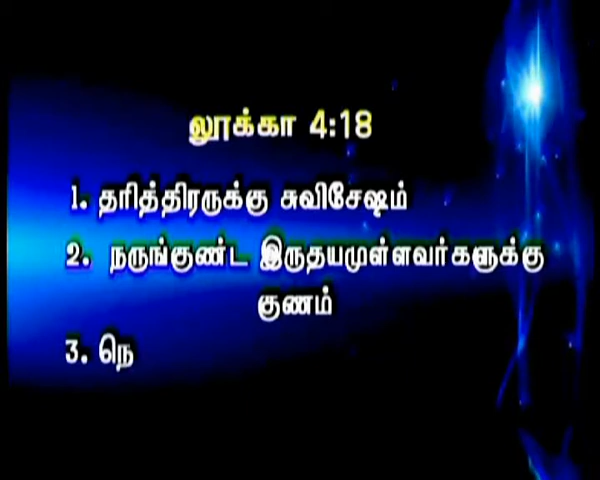 லூக்கா 4:18
1. தரித்திரருக்கு சுவிசேஷம்
2. நருங்குண்ட இருதயமுள்ளவர்களுக்கு
குணம்
3. நெ